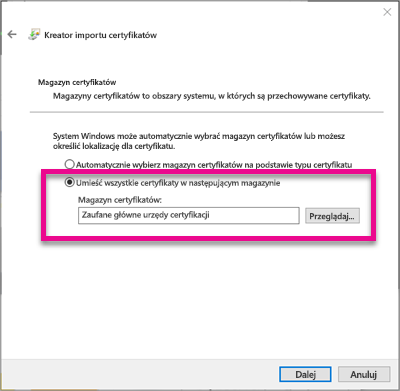 Kreator importu certyfikatów
Magazyn certyfikatów
Magazyny certyfikatów to obszary systemu, w których są przechowywane certyfikaty.
System Windows może automatycznie wybrać magazyn certyfikatów lub możesz
określić lokalizację dla certyfikatu.
Automatycznie wybierz magazyn certyfikatów na podstawie typu certyfikatu
Umieść wszystkie certyfikaty w następującym magazynie
Magazyn certyfikatów:
Zaufane główne urzędy certyfikacji
Przeglądaj...
Dalej
Anuluj